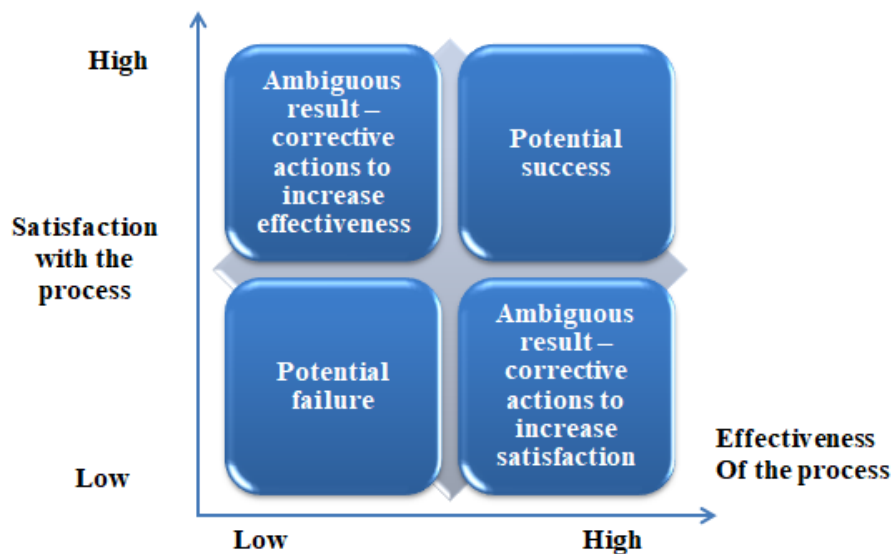 High
Ambiguous
result –
corrective
actions to
increase
effectiveness
Potential
success
Satisfaction
with the
process
Potential
failure
Ambiguous
result –
corrective
actions to
increase
satisfaction
Low
Effectiveness
Of the process
Low
High